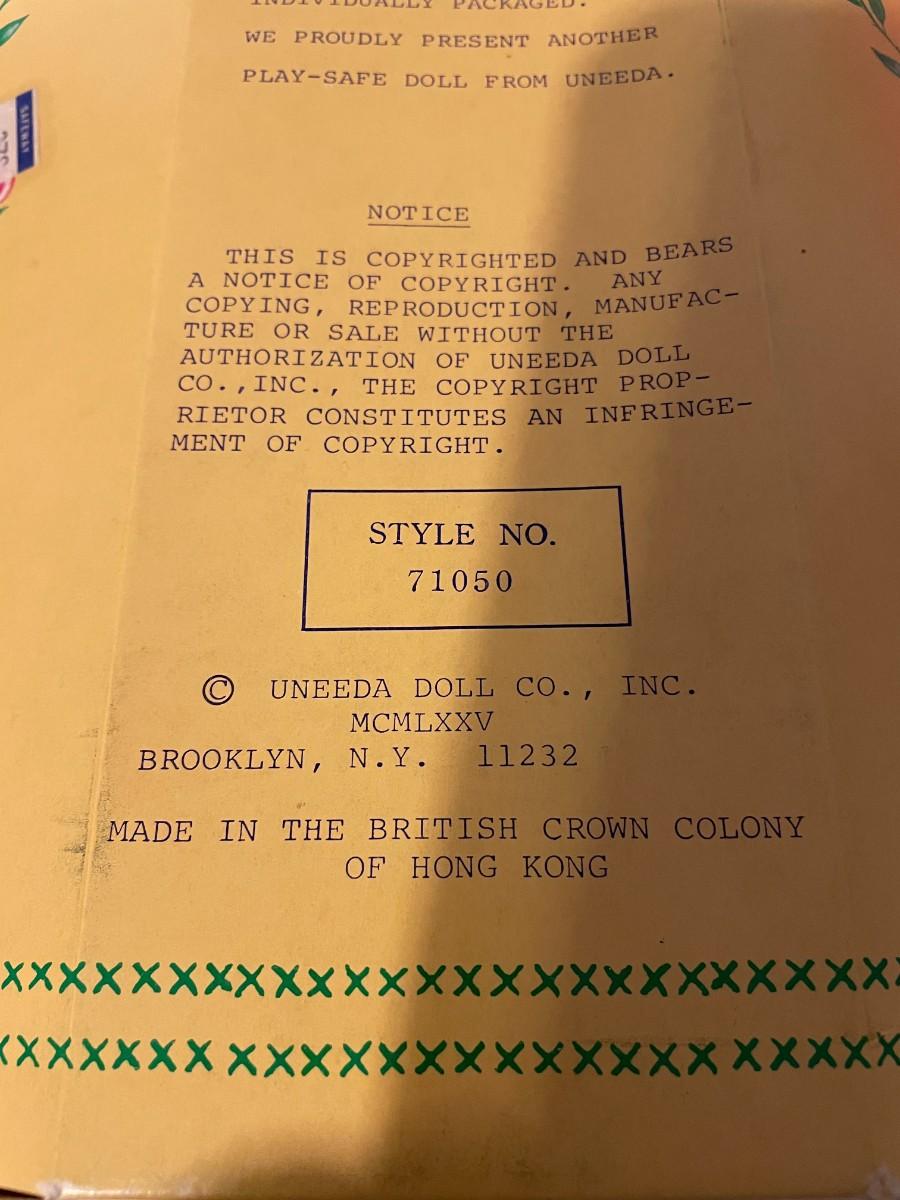 INDIVIDUALLY PACKAGED.
WE PROUDLY PRESENT ANOTHER
PLAY-SAFE DOLL FROM UNEEDA.
SAFEWAY
NOTICE
THIS IS COPYRIGHTED AND BEARS
A NOTICE OF COPYRIGHT. ANY
COPYING, REPRODUCTION, MANUFAC-
TURE OR SALE WITHOUT THE
AUTHORIZATION OF UNEEDA DOLL
CO.,INC., THE COPYRIGHT PROP-
RIETOR CONSTITUTES AN INFRINGE-
MENT OF COPYRIGHT.
STYLE NO.
71050
© UNEEDA DOLL CO., INC.
MCMLXXV
BROOKLYN, N.Y. 11232
MADE IN THE BRITISH CROWN COLONY
OF HONG KONG